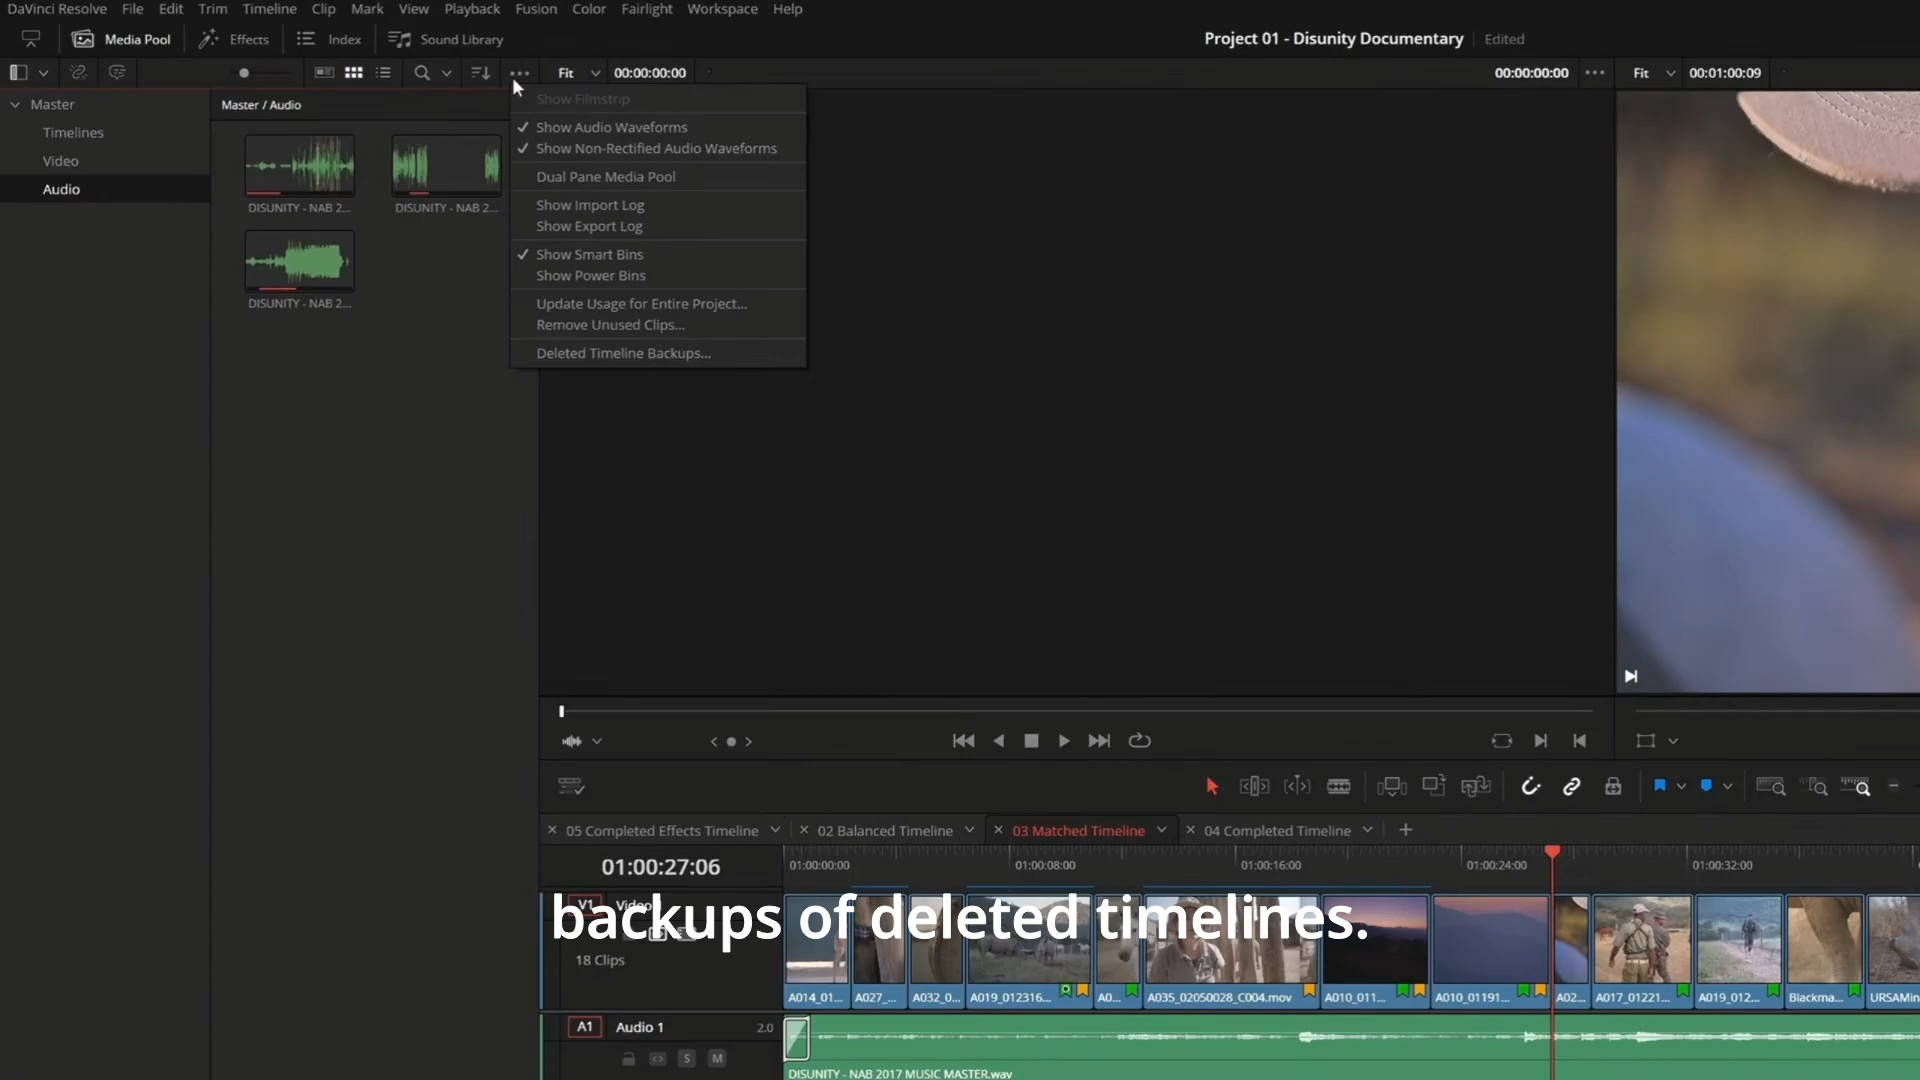 DaVinci Resolve File Edit Trim Timeline Clip Mark View Playback Fusion Color Fairlight Workspace Help
Media Pool Effects Index Sound Library
Project 01 - Disunity Documentary Edited
Fit 00:00:00:00 00:00:00:00 Fit 00:01:00:09
Master
Timelines
Video
Audio
Master / Audio
DISUNITY - NAB 2... DISUNITY - NAB 2...
DISUNITY - NAB 2...
Show Filmstrip
Show Audio Waveforms
Show Non-Rectified Audio Waveforms
Dual Pane Media Pool
Show Import Log
Show Export Log
Show Smart Bins
Show Power Bins
Update Usage for Entire Project...
Remove Unused Clips...
Deleted Timeline Backups...
05 Completed Effects Timeline 02 Balanced Timeline 03 Matched Timeline 04 Completed Timeline
01:00:27:06
01:00:00:00 01:00:08:00 01:00:16:00 01:00:24:00 01:00:32:00
V1
backups of deleted timelines.
18 Clips
A014_01... A027_... A032_0... A019_012316... A0... A035_02050028_C004.mov A010_011... A010_01191... A02... A017_01221... A019_012... Blackma... URSAMin
A1 Audio 1 2.0
S M
DISUNITY - NAB 2017 MUSIC MASTER.wav